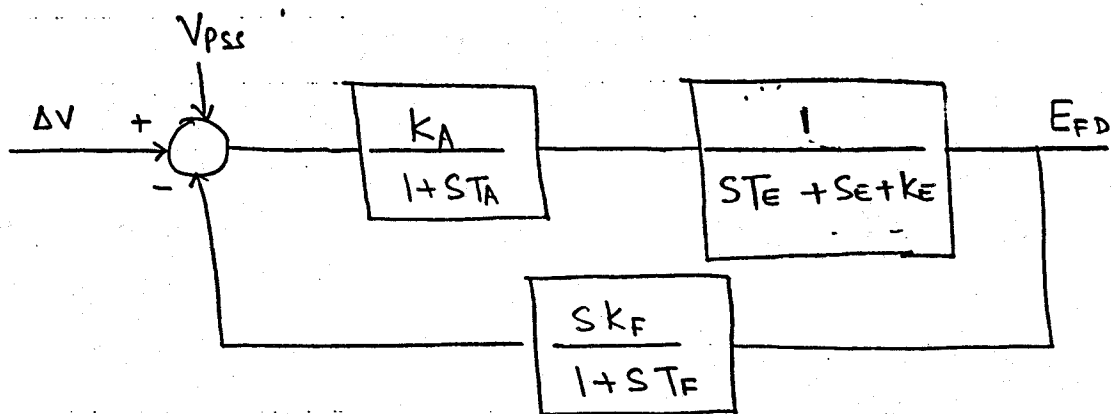 VPSS
ΔV
+
-
KA
1+STA
1
STE +SE+KE
EFD
SKF
1+STF